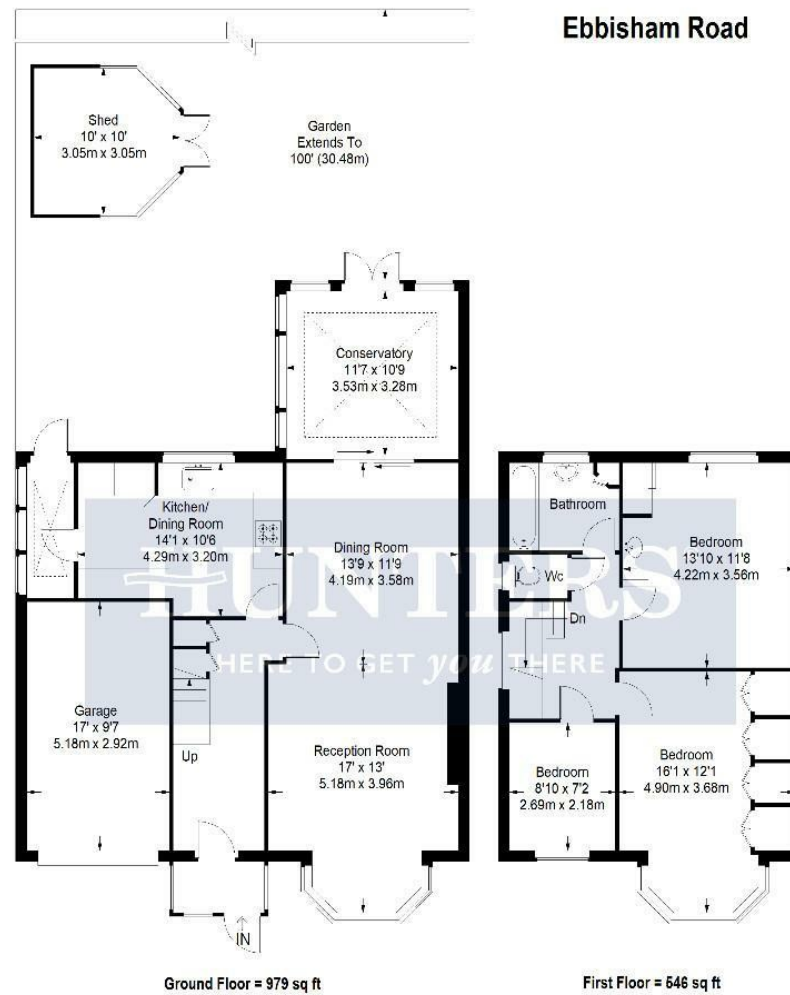 Ebbisham Road
Shed
10' x 10'
3.05m x 3.05m
Garden
Extends To
100' (30.48m)
Conservatory
11'7 x 10'9
3.53m x 3.28m
Kitchen/
Dining Room
14'1 x 10'6
4.29m x 3.20m
Dining Room
13'9 x 11'9
4.19m x 3.58m
Bathroom
Bedroom
13'10 x 11'8
4.22m x 3.56m
Wc
Dn
HUNTERS
HERE TO GET you THERE
Garage
17' x 9'7
5.18m x 2.92m
Up
Reception Room
17' x 13'
5.18m x 3.96m
Bedroom
8'10 x 7'2
2.69m x 2.18m
Bedroom
16'1 x 12'1
4.90m x 3.68m
IN
Ground Floor = 979 sq ft
First Floor = 546 sq ft